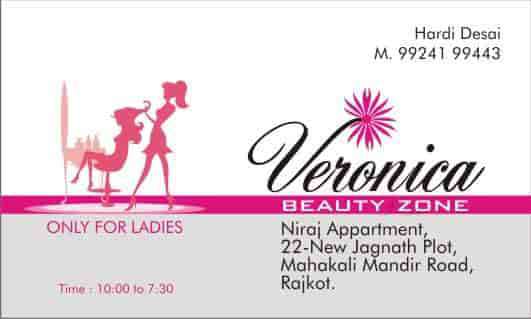 Hardi Desai
M. 99241 99443
Veronica
BEAUTY ZONE
ONLY FOR LADIES
Time : 10:00 to 7:30
Niraj Appartment,
22-New Jagnath Plot,
Mahakali Mandir Road,
Rajkot.